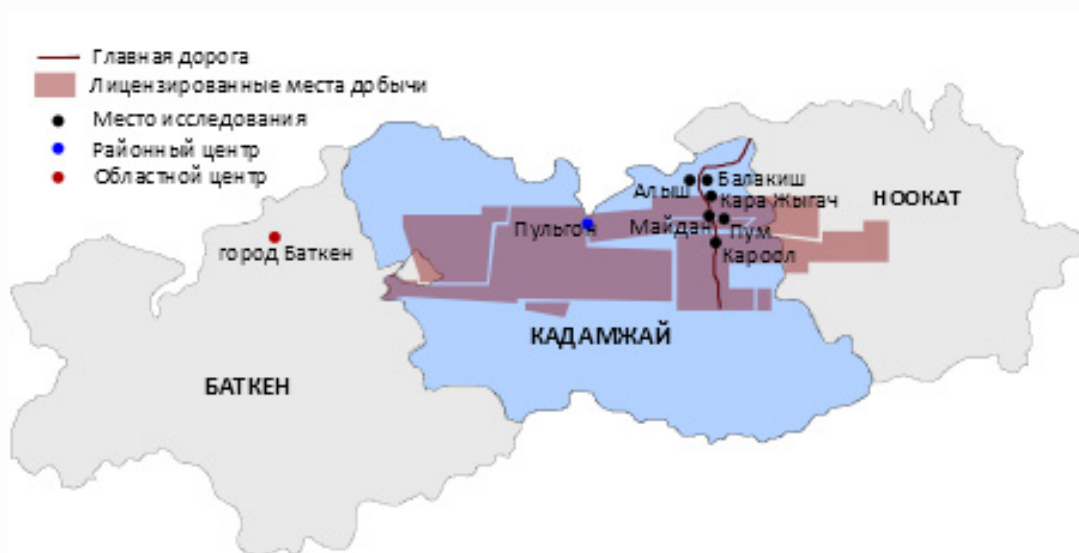 Главная дорога
Лицензированные места добычи
Место исследования
Районный центр
Областной центр
Алыш
Балакиш
Кара Жыгач
НООКАТ
Пульгон
Майдан
Пум
Кароол
город Баткен
КАДАМЖАЙ
БАТКЕН